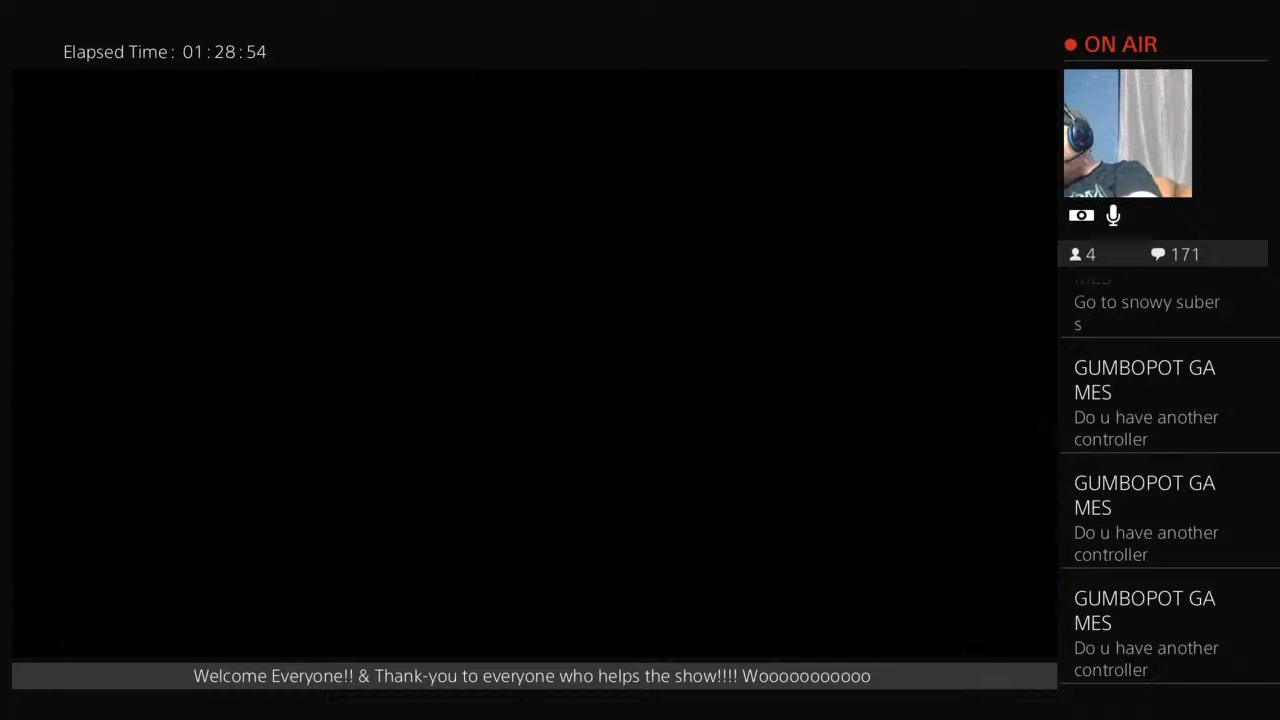 Elapsed Time: 01:28:54
ON AIR
4 171
Go to snowy suber
s
GUMBOPOT GA
MES
Do u have another
controller
GUMBOPOT GA
MES
Do u have another
controller
GUMBOPOT GA
MES
Do u have another
controller
Welcome Everyone!! & Thank-you to everyone who helps the show!!!! Wooooooooooo